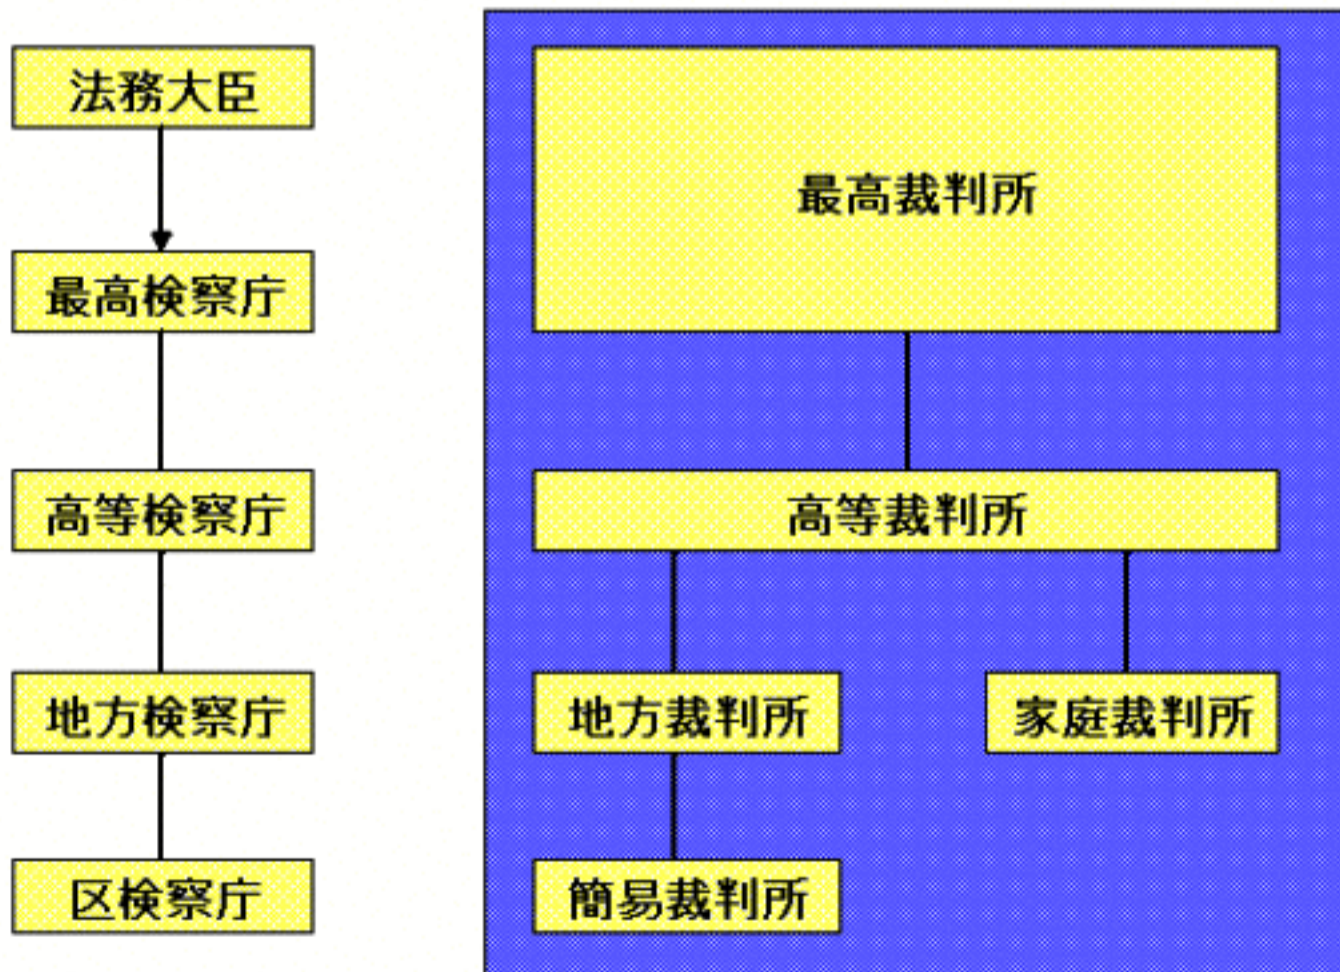 法務大臣
最高検察庁
高等検察庁
地方検察庁
区検察庁
最高裁判所
高等裁判所
地方裁判所
家庭裁判所
簡易裁判所